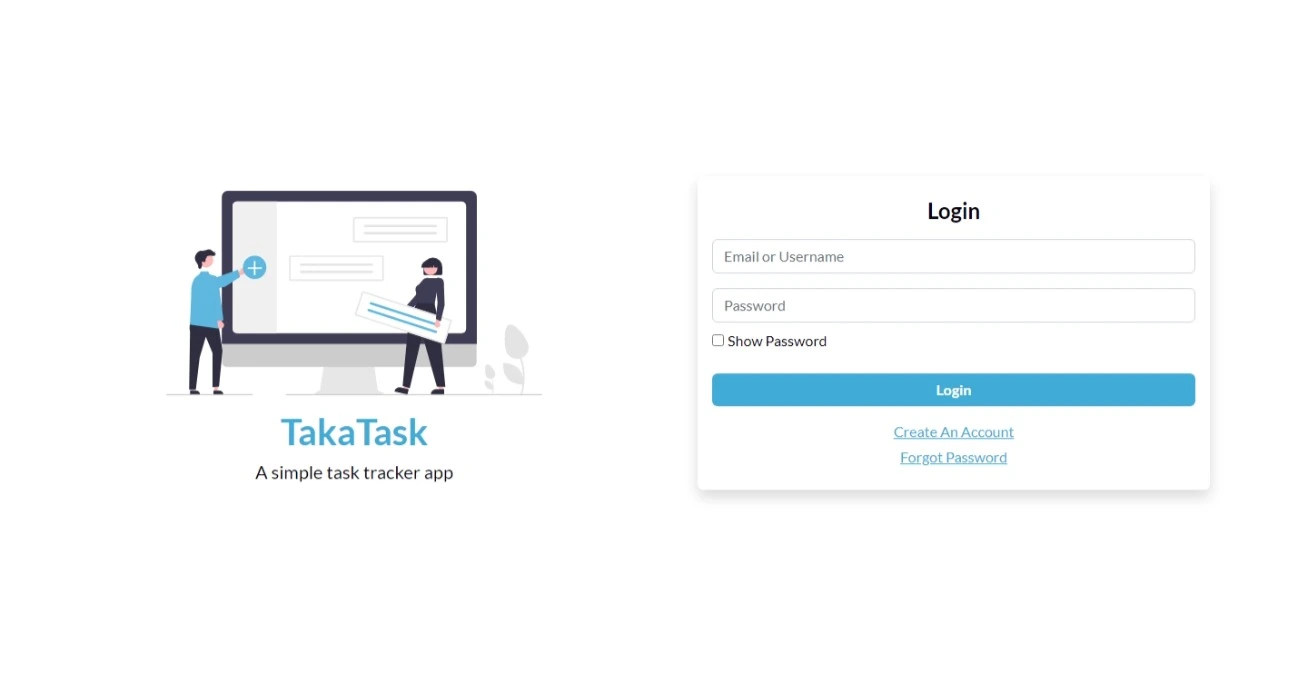 TakaTask
A simple task tracker app
Login
Email or Username
Password
Show Password
Login
Create An Account
Forgot Password